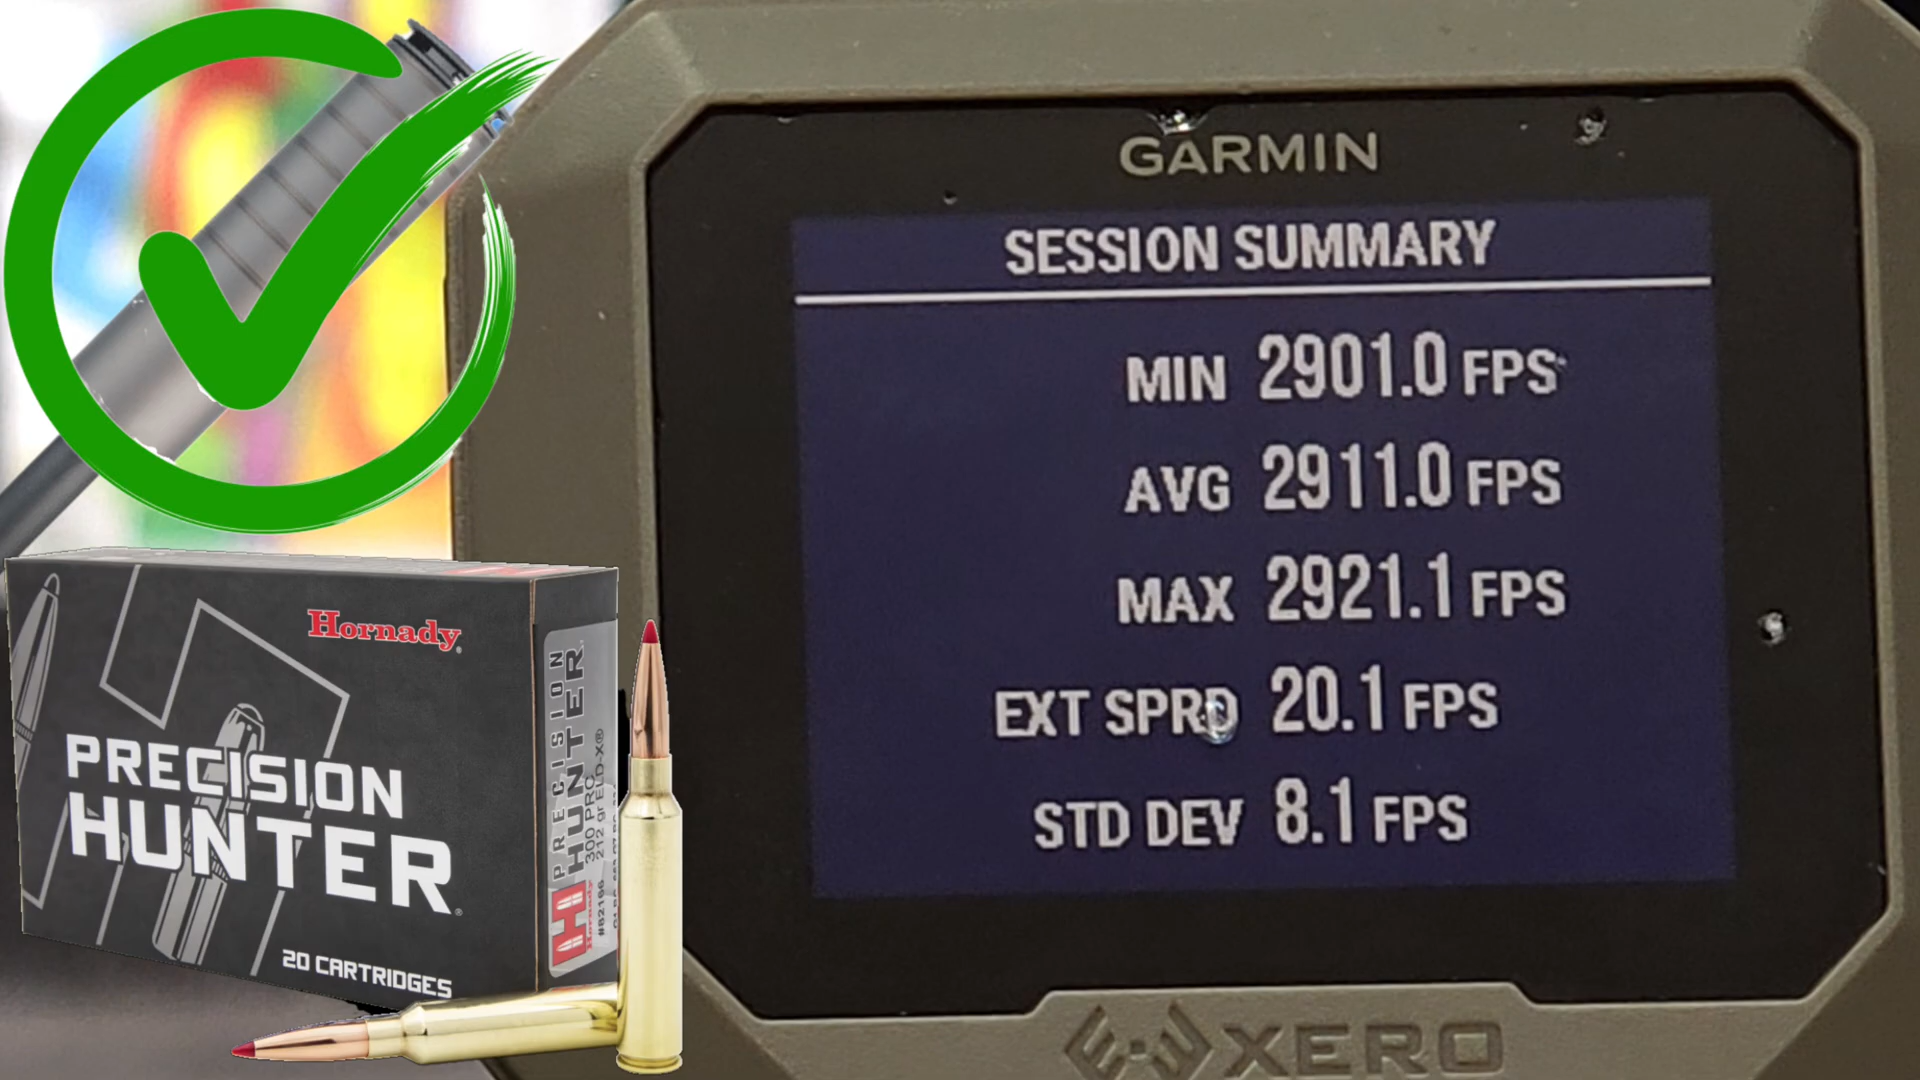 GARMIN
SESSION SUMMARY
MIN 2901.0 FPS
AVG 2911.0 FPS
MAX 2921.1 FPS
EXT SPRD 20.1 FPS
STD DEV 8.1 FPS
XERO
Hornady®
PRECISION
HUNTER®
20 CARTRIDGES
PRECISION
HUNTER
300 PRC
212 gr ELD-X®
H Hornady
#82166